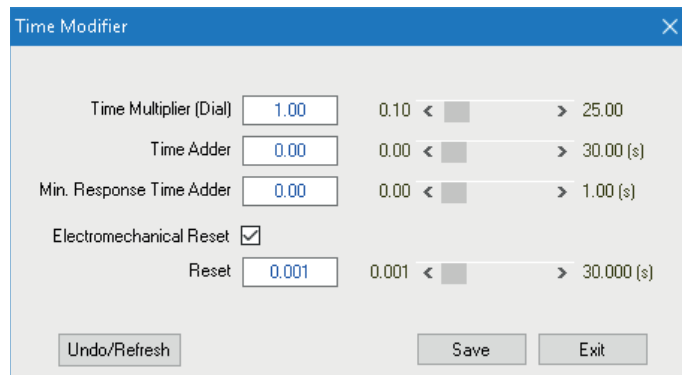 Time Modifier
Time Multiplier (Dial) 1.00 0.10 25.00
Time Adder 0.00 0.00 30.00 (s)
Min. Response Time Adder 0.00 0.00 1.00 (s)
Electromechanical Reset
Reset 0.001 0.001 30.000 (s)
Undo/Refresh Save Exit